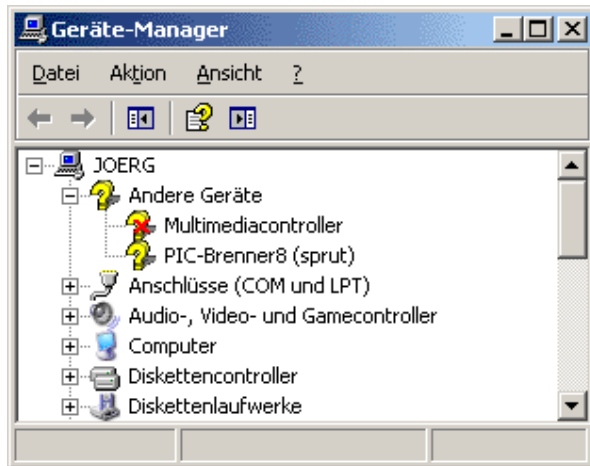 Geräte-Manager
Datei Aktion Ansicht ?
JOERG
Andere Geräte
Multimediacontroller
PIC-Brenner8 (sprut)
Anschlüsse (COM und LPT)
Audio-, Video- und Gamecontroller
Computer
Diskettencontroller
Diskettenlaufwerke